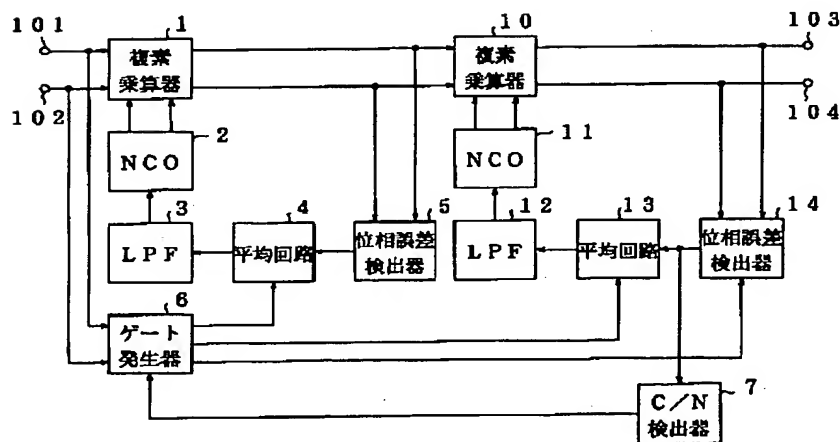 101
1
10
103
複素
乗算器
複素
乗算器
102
104
2
11
NCO
NCO
3
4
5
12
13
14
LPF
平均回路
位相誤差
検出器
LPF
平均回路
位相誤差
検出器
6
ゲート
発生器
7
C/N
検出器